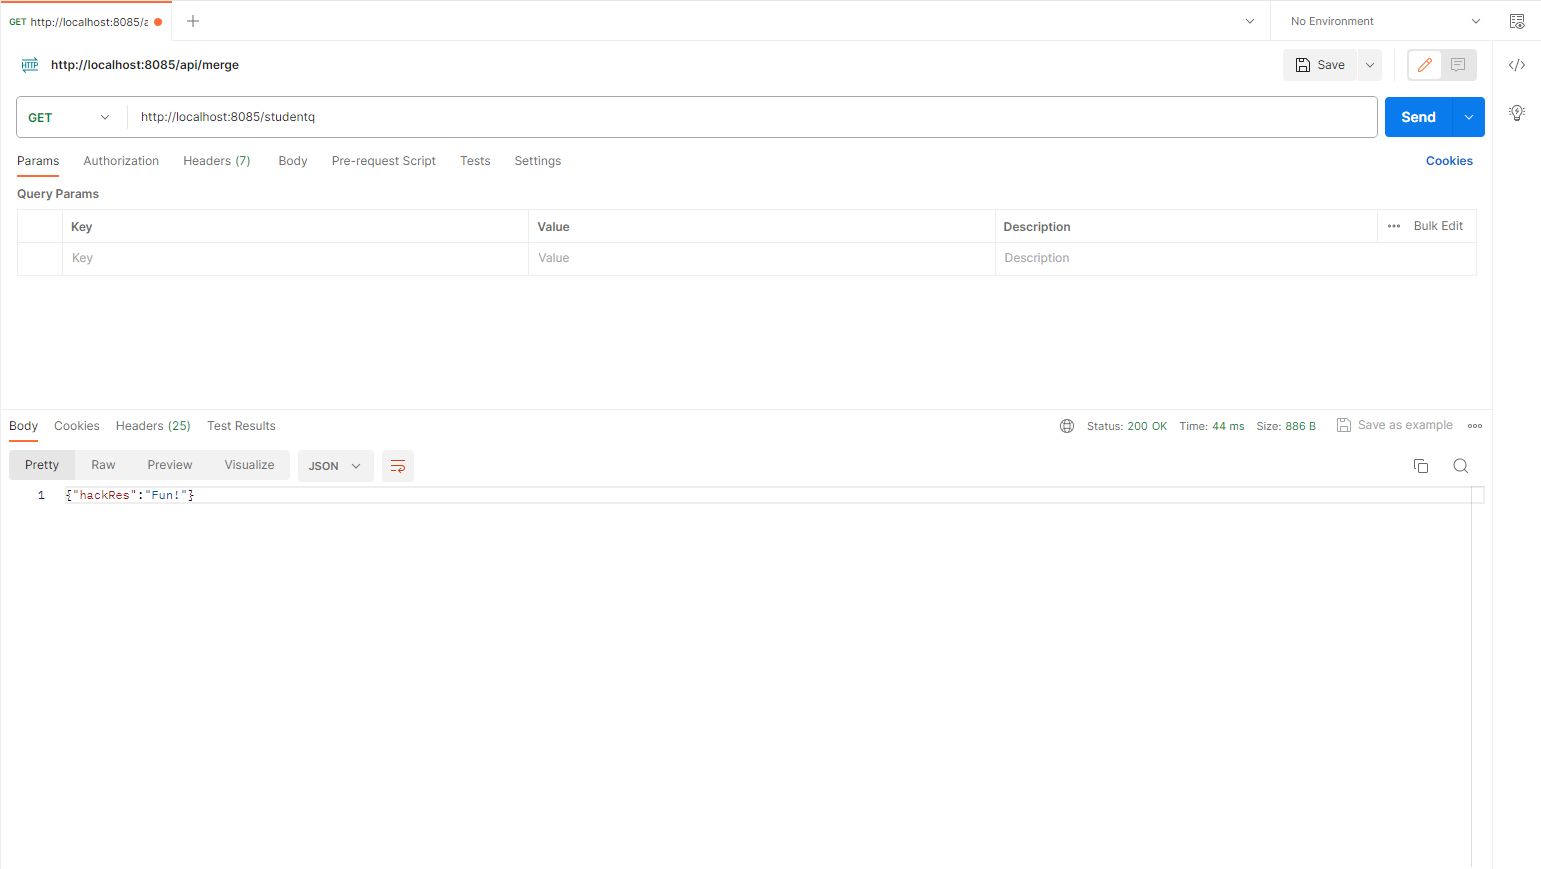 GET http://localhost:8085/a
No Environment
HTTP http://localhost:8085/api/merge
Save
GET http://localhost:8085/studentq Send
Params Authorization Headers (7) Body Pre-request Script Tests Settings Cookies
Query Params
Key Value Description Bulk Edit
Key Value Description
Body Cookies Headers (25) Test Results Status: 200 OK Time: 44 ms Size: 886 B Save as example
Pretty Raw Preview Visualize JSON
1 {"hackRes":"Fun!"}